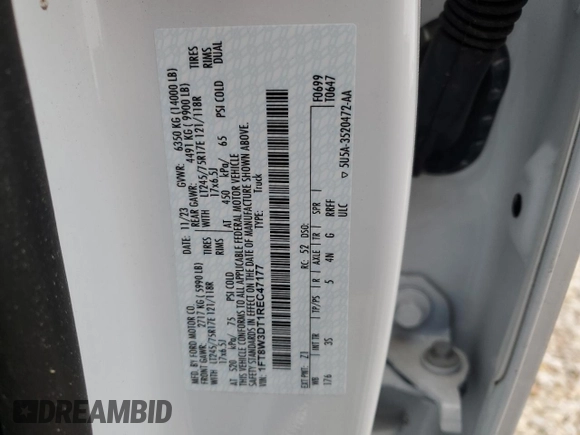 MFD. BY FORD MOTOR CO.
DATE: 11/23 GVWR: 6350 KG (14000 LB)
FRONT GAWR: 2717 KG (5990 LB) REAR GAWR: 4491 KG (9900 LB)
LT245/75R17E 121/118R TIRES WITH LT245/75R17E 121/118R TIRES
17x6.5J RIMS 17x6.5J RIMS
AT 520 kPa/ 75 PSI COLD AT 450 kPa/ 65 PSI COLD DUAL
THIS VEHICLE CONFORMS TO ALL APPLICABLE FEDERAL MOTOR VEHICLE
SAFETY STANDARDS IN EFFECT ON THE DATE OF MANUFACTURE SHOWN ABOVE.
VIN: 1FT8W3DT1REC47177 TYPE: Truck
F0699
T0647
EXT PNT: Z1 RC: 52 DSO:
WB INT TR TP/PS R AXLE TR SPR
176 3S 5 4N G RRFF
ULC
▽ 5U5A-3520472-AA
DREAMBID